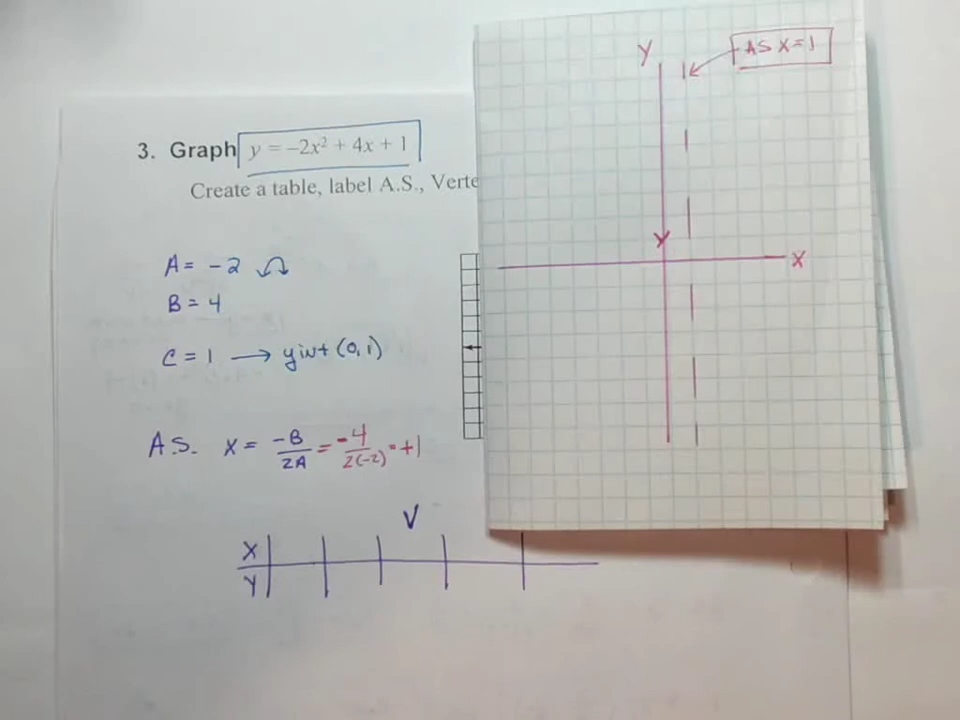 3. Graph y = –2x² + 4x + 1
Create a table, label A.S., Verte
A = -2
B = 4
C = 1 → yint (0,1)
A.S. X = -B/2A = -4/2(-2) = +1
V
X
Y
Y
AS X=1
X